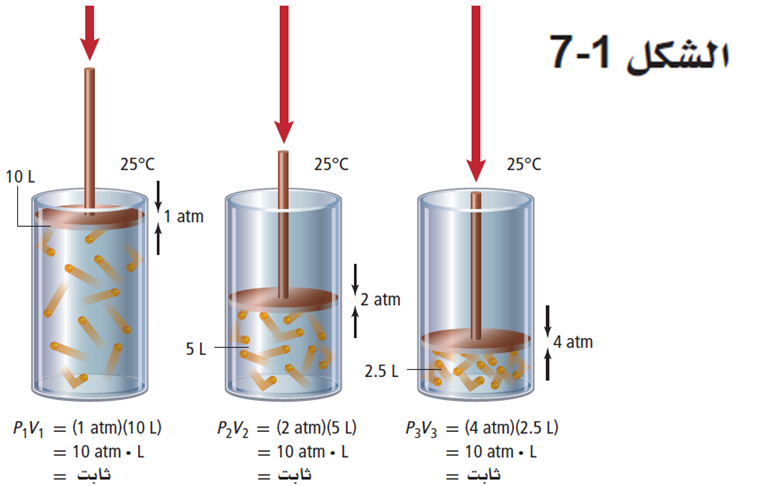 الشكل 1-7
25°C
10 L
1 atm
25°C
2 atm
5 L
25°C
4 atm
2.5 L
P₁V₁ = (1 atm)(10 L)
= 10 atm • L
= ثابت
P₂V₂ = (2 atm)(5 L)
= 10 atm • L
= ثابت
P₃V₃ = (4 atm)(2.5 L)
= 10 atm • L
= ثابت